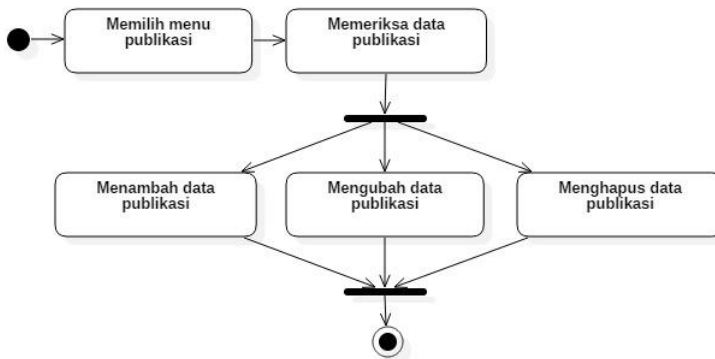 Memilih menu
publikasi
Memeriksa data
publikasi
Menambah data
publikasi
Mengubah data
publikasi
Menghapus data
publikasi